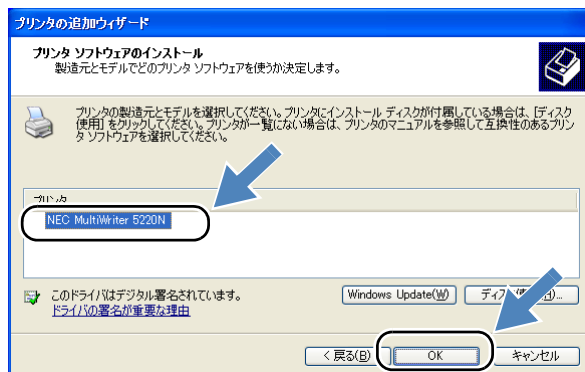 プリンタの追加ウィザード
プリンタ ソフトウェアのインストール
製造元とモデルでどのプリンタ ソフトウェアを使うか決定します。
プリンタの製造元とモデルを選択してください。プリンタにインストール ディスクが付属している場合は、[ディスク
使用] をクリックしてください。プリンタが一覧にない場合は、プリンタのマニュアルを参照して互換性のあるプリン
タ ソフトウェアを選択してください。
プリンタ
NEC MultiWriter 5220N
このドライバはデジタル署名されています。
ドライバの署名が重要な理由
Windows Update(W)
< 戻る(B)
OK
キャンセル